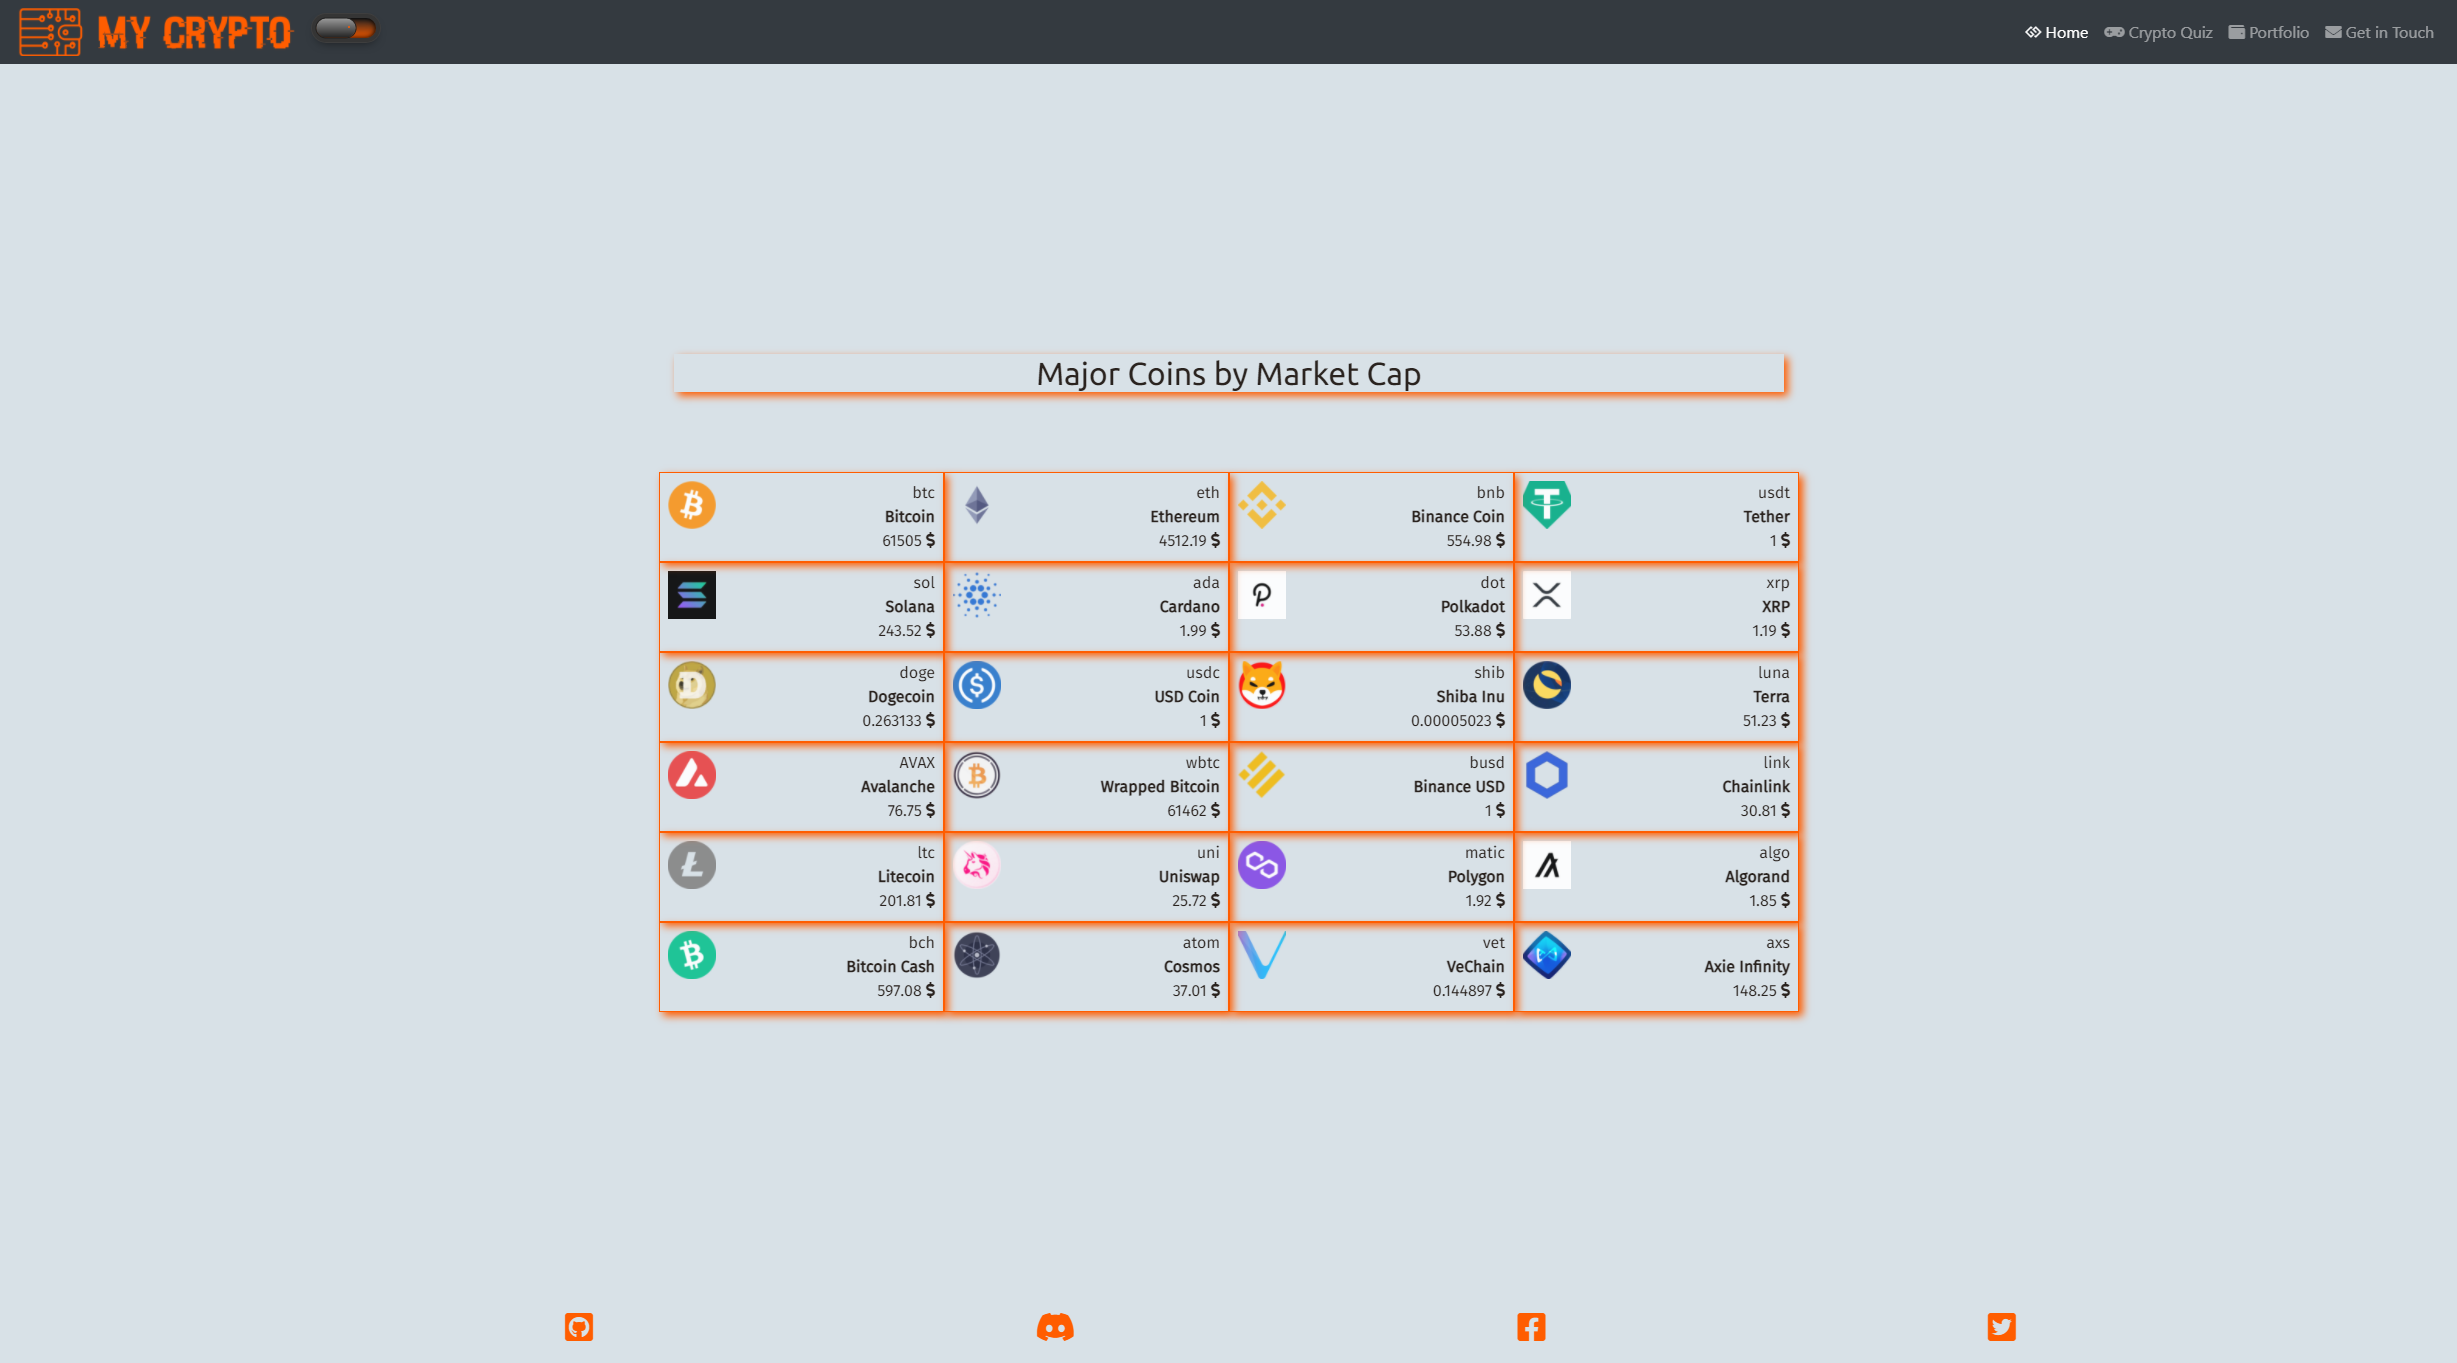 MY CRYPTO
Home Crypto Quiz Portfolio Get in Touch
Major Coins by Market Cap
btc
Bitcoin
61505 $
eth
Ethereum
4512.19 $
bnb
Binance Coin
554.98 $
usdt
Tether
1 $
sol
Solana
243.52 $
ada
Cardano
1.99 $
dot
Polkadot
53.88 $
xrp
XRP
1.19 $
doge
Dogecoin
0.263133 $
usdc
USD Coin
1 $
shib
Shiba Inu
0.00005023 $
luna
Terra
51.23 $
AVAX
Avalanche
76.75 $
wbtc
Wrapped Bitcoin
61462 $
busd
Binance USD
1 $
link
Chainlink
30.81 $
ltc
Litecoin
201.81 $
uni
Uniswap
25.72 $
matic
Polygon
1.92 $
algo
Algorand
1.85 $
bch
Bitcoin Cash
597.08 $
atom
Cosmos
37.01 $
vet
VeChain
0.144897 $
axs
Axie Infinity
148.25 $